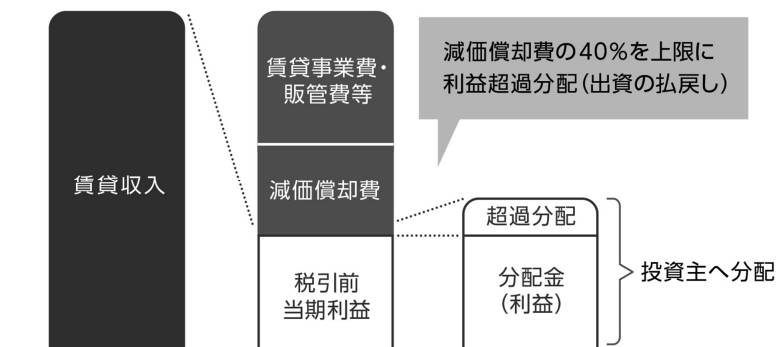 賃貸収入
賃貸事業費・
販管費等
減価償却費
税引前
当期利益
減価償却費の40%を上限に
利益超過分配(出資の払戻し)
超過分配
分配金
(利益)
投資主へ分配